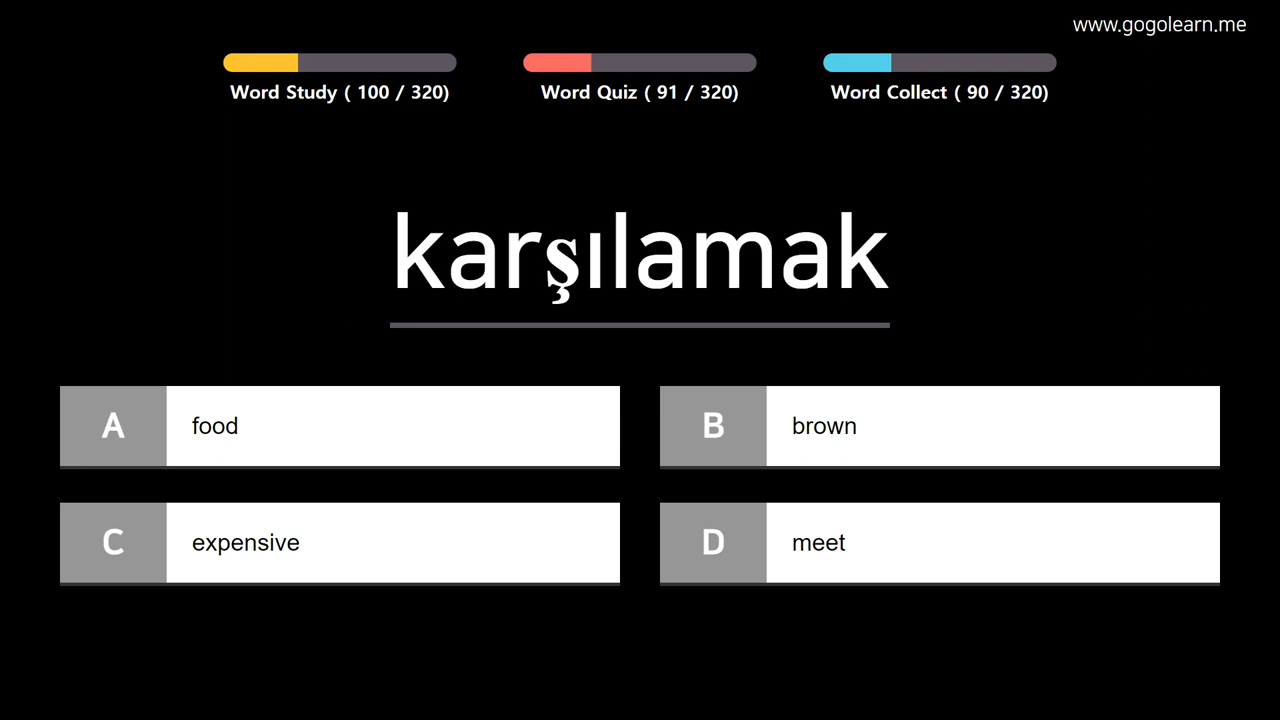 www.gogolearn.me
Word Study ( 100 / 320)
Word Quiz ( 91 / 320)
Word Collect ( 90 / 320)
karşılamak
A food
B brown
C expensive
D meet